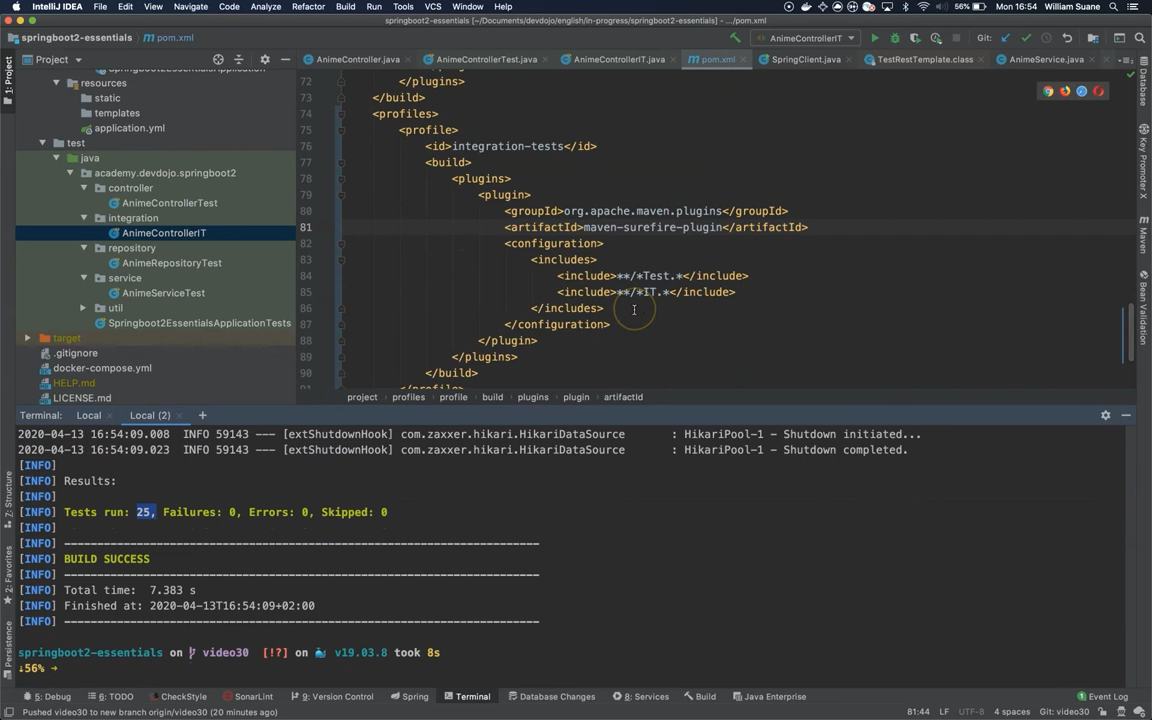 IntelliJ IDEA File Edit View Navigate Code Analyze Refactor Build Run Tools VCS Window Help 56% Mon 16:54 William Suane
springboot2-essentials [~/Documents/devdojo/english/in-progress/springboot2-essentials] - .../pom.xml
springboot2-essentials pom.xml AnimeControllerIT Git:
Project AnimeController.java AnimeControllerTest.java AnimeControllerIT.java pom.xml SpringClient.java TestRestTemplate.class AnimeService.java
resources
static
templates
application.yml
test
java
academy.devdojo.springboot2
controller
AnimeControllerTest
integration
AnimeControllerIT
repository
AnimeRepositoryTest
service
AnimeServiceTest
util
Springboot2EssentialsApplicationTests
target
.gitignore
docker-compose.yml
HELP.md
LICENSE.md
72 </plugins>
73 </build>
74 <profiles>
75 <profile>
76 <id>integration-tests</id>
77 <build>
78 <plugins>
79 <plugin>
80 <groupId>org.apache.maven.plugins</groupId>
81 <artifactId>maven-surefire-plugin</artifactId>
82 <configuration>
83 <includes>
84 <include>**/*Test.*</include>
85 <include>**/*IT.*</include>
86 </includes>
87 </configuration>
88 </plugin>
89 </plugins>
90 </build>
project profiles profile build plugins plugin artifactId
1: Project
7: Structure
2: Favorites
Persistence
Database
Key Promoter X
Maven
Bean Validation
Terminal: Local Local (2)
2020-04-13 16:54:09.008 INFO 59143 --- [extShutdownHook] com.zaxxer.hikari.HikariDataSource : HikariPool-1 - Shutdown initiated...
2020-04-13 16:54:09.023 INFO 59143 --- [extShutdownHook] com.zaxxer.hikari.HikariDataSource : HikariPool-1 - Shutdown completed.
[INFO]
[INFO] Results:
[INFO]
[INFO] Tests run: 25, Failures: 0, Errors: 0, Skipped: 0
[INFO]
[INFO] ------------------------------------------------------------------------
[INFO] BUILD SUCCESS
[INFO] ------------------------------------------------------------------------
[INFO] Total time: 7.383 s
[INFO] Finished at: 2020-04-13T16:54:09+02:00
[INFO] ------------------------------------------------------------------------
springboot2-essentials on video30 [!?] on v19.03.8 took 8s
↓56% →
5: Debug 6: TODO CheckStyle SonarLint 9: Version Control Spring Terminal Database Changes 8: Services Build Java Enterprise Event Log
Pushed video30 to new branch origin/video30 (20 minutes ago) 81:44 LF UTF-8 4 spaces Git: video30